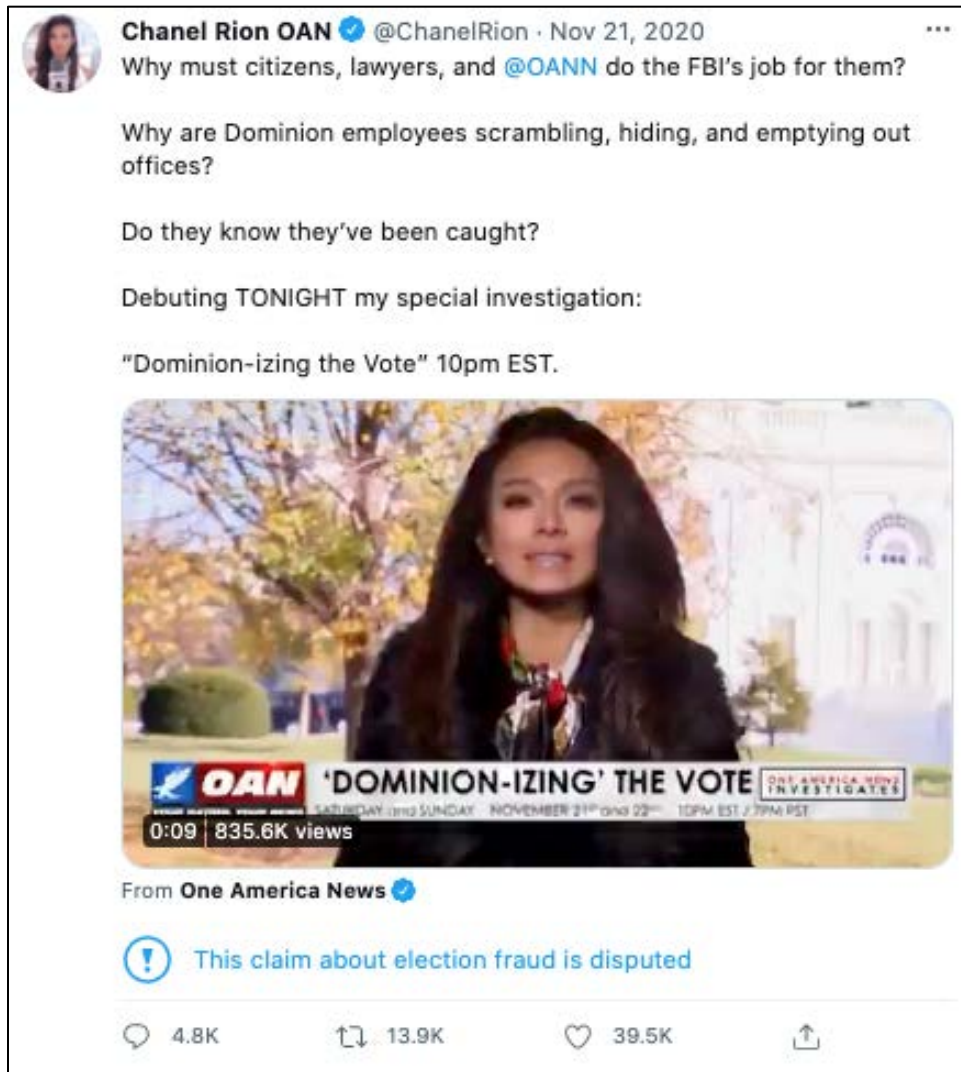 Chanel Rion OAN @ChanelRion · Nov 21, 2020
Why must citizens, lawyers, and @OANN do the FBI's job for them?
Why are Dominion employees scrambling, hiding, and emptying out
offices?
Do they know they've been caught?
Debuting TONIGHT my special investigation:
“Dominion-izing the Vote” 10pm EST.
OAN 'DOMINION-IZING' THE VOTE ONE AMERICA NEWS
INVESTIGATES
SATURDAY and SUNDAY NOVEMBER 21ST and 22ND 10PM EST / 7PM PST
0:09 835.6K views
From One America News
This claim about election fraud is disputed
4.8K 13.9K 39.5K